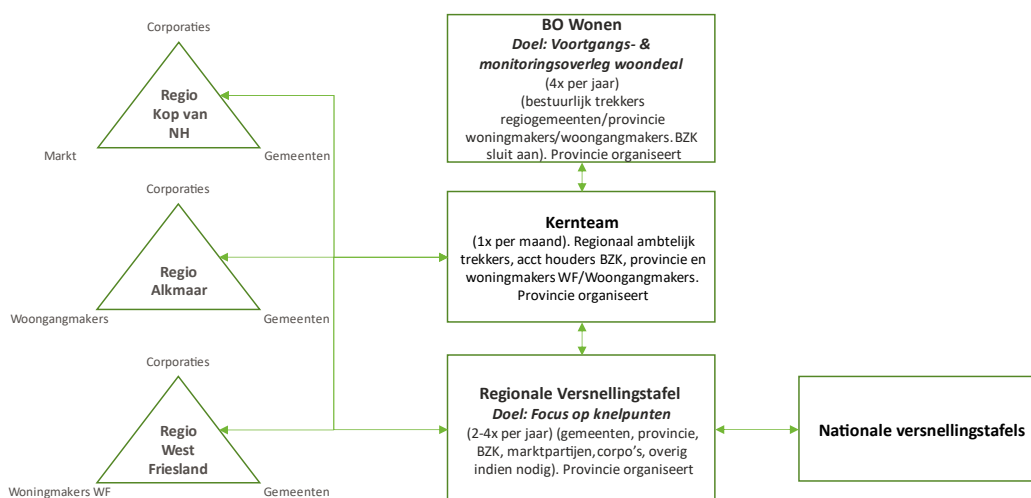 Corporaties
Regio
Kop van
NH
Markt
Gemeenten
Corporaties
Regio
Alkmaar
Woongangmakers
Gemeenten
Corporaties
Regio
West
Friesland
Woningmakers WF
Gemeenten
BO Wonen
Doel: Voortgangs- &
monitoringsoverleg woondeal
(4x per jaar)
(bestuurlijk trekkers
regiogemeenten/provincie
woningmakers/woongangmakers. BZK
sluit aan). Provincie organiseert
Kernteam
(1x per maand). Regionaal ambtelijk
trekkers, acct houders BZK, provincie en
woningmakers WF/Woongangmakers.
Provincie organiseert
Regionale Versnellingstafel
Doel: Focus op knelpunten
(2-4x per jaar) (gemeenten, provincie,
BZK, marktpartijen, corpo's, overig
indien nodig). Provincie organiseert
Nationale versnellingstafels